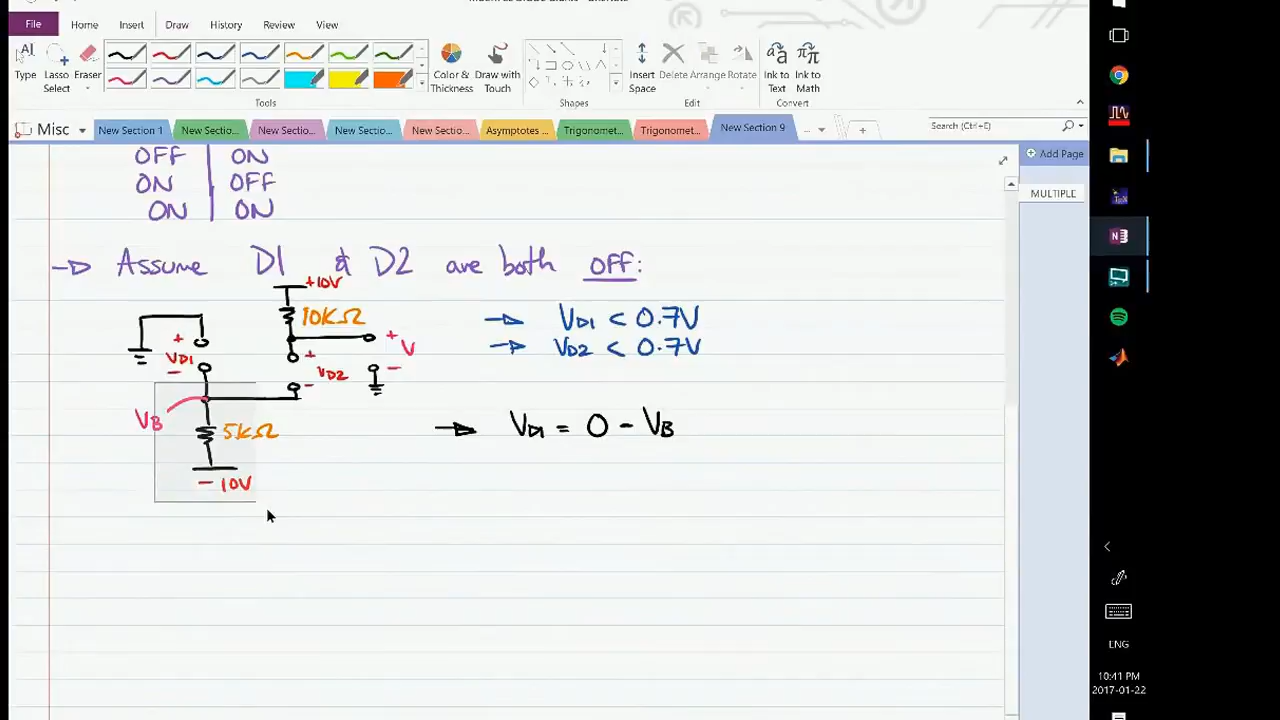 File Home Insert Draw History Review View
Type Lasso Select Eraser Color & Thickness Draw with Touch Insert Space Delete Arrange Rotate Ink to Text Ink to Math
Tools Shapes Edit Convert
Misc New Section 1 New Sectio... New Sectio... New Sectio... New Sectio... Asymptotes ... Trigonomet... Trigonomet... New Section 9 ... + Search (Ctrl+E)
+ Add Page
MULTIPLE
OFF | ON
ON | OFF
ON | ON
→ Assume D1 & D2 are both OFF:
+10V
10KΩ
+ VD1 -
+ VD2 -
+ V -
→ VD1 < 0.7V
→ VD2 < 0.7V
VB
5KΩ
-10V
→ VD1 = 0 - VB
ENG
10:41 PM
2017-01-22